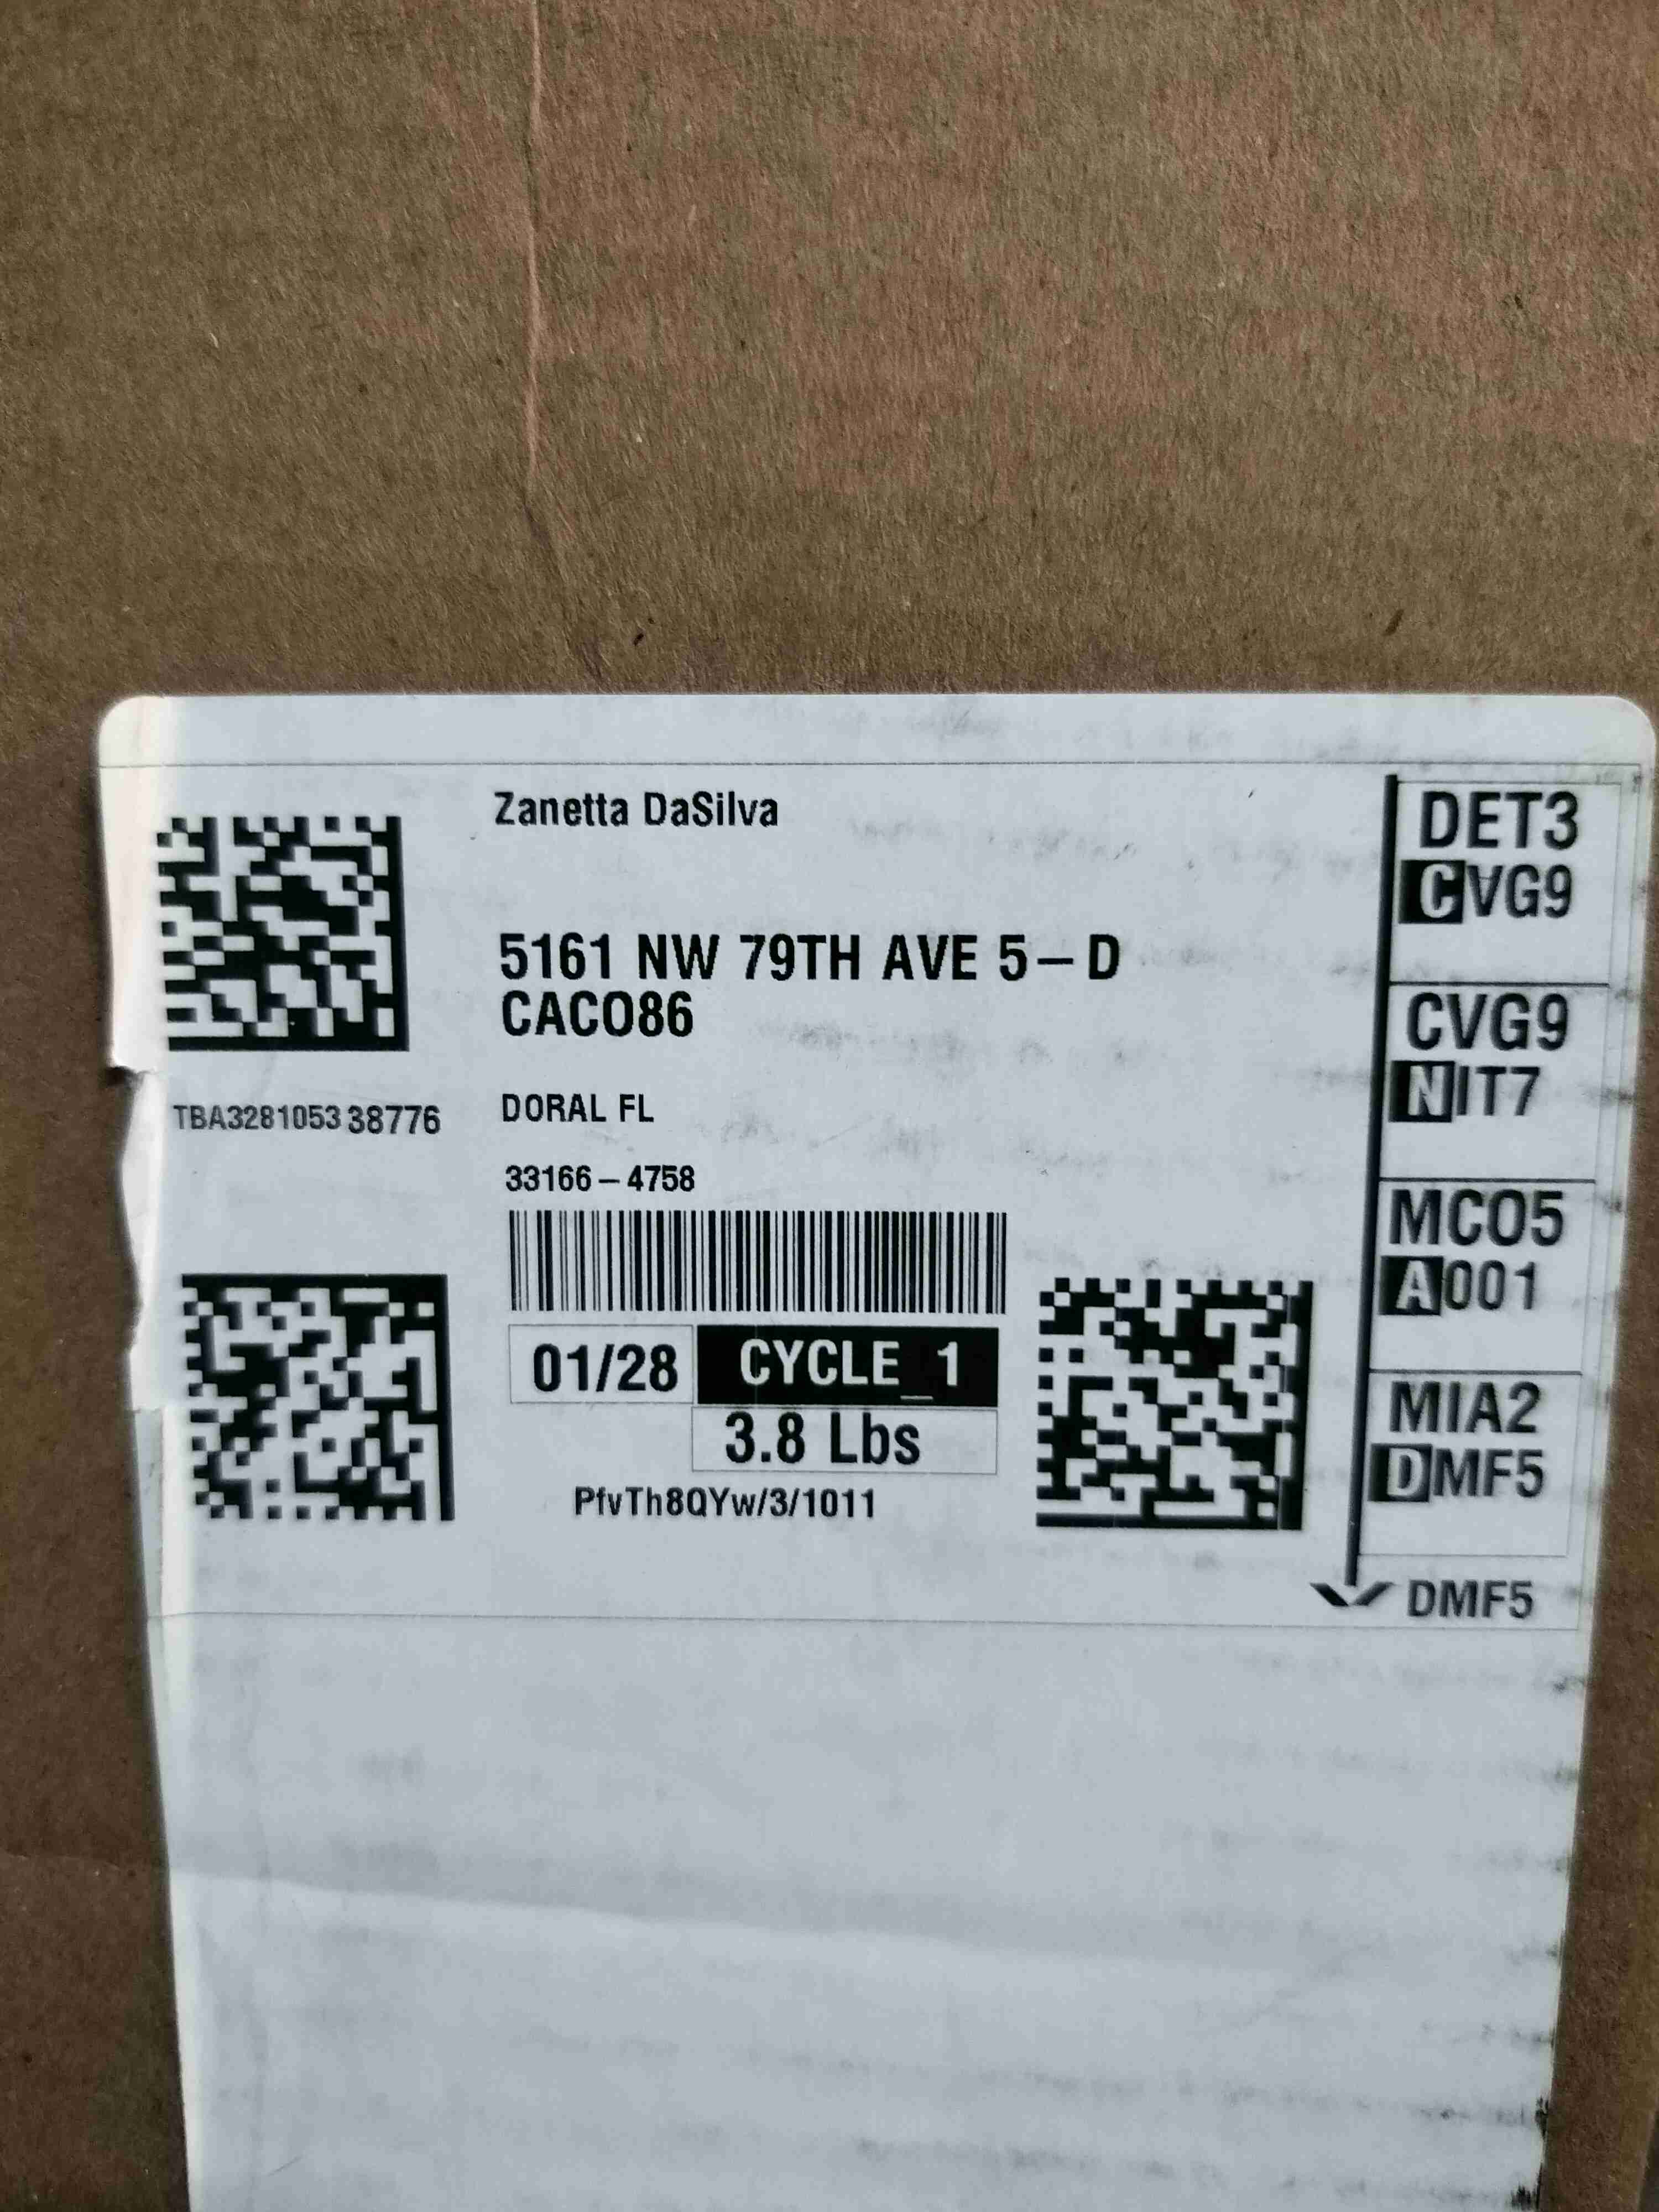 Zanetta DaSilva
5161 NW 79TH AVE 5-D
CACO86
TBA328105338776
DORAL FL
33166-4758
01/28 CYCLE_1
3.8 Lbs
PfvTh8QYw/3/1011
DET3
CVG9
CVG9
NIT7
MCO5
A001
MIA2
DMF5
DMF5